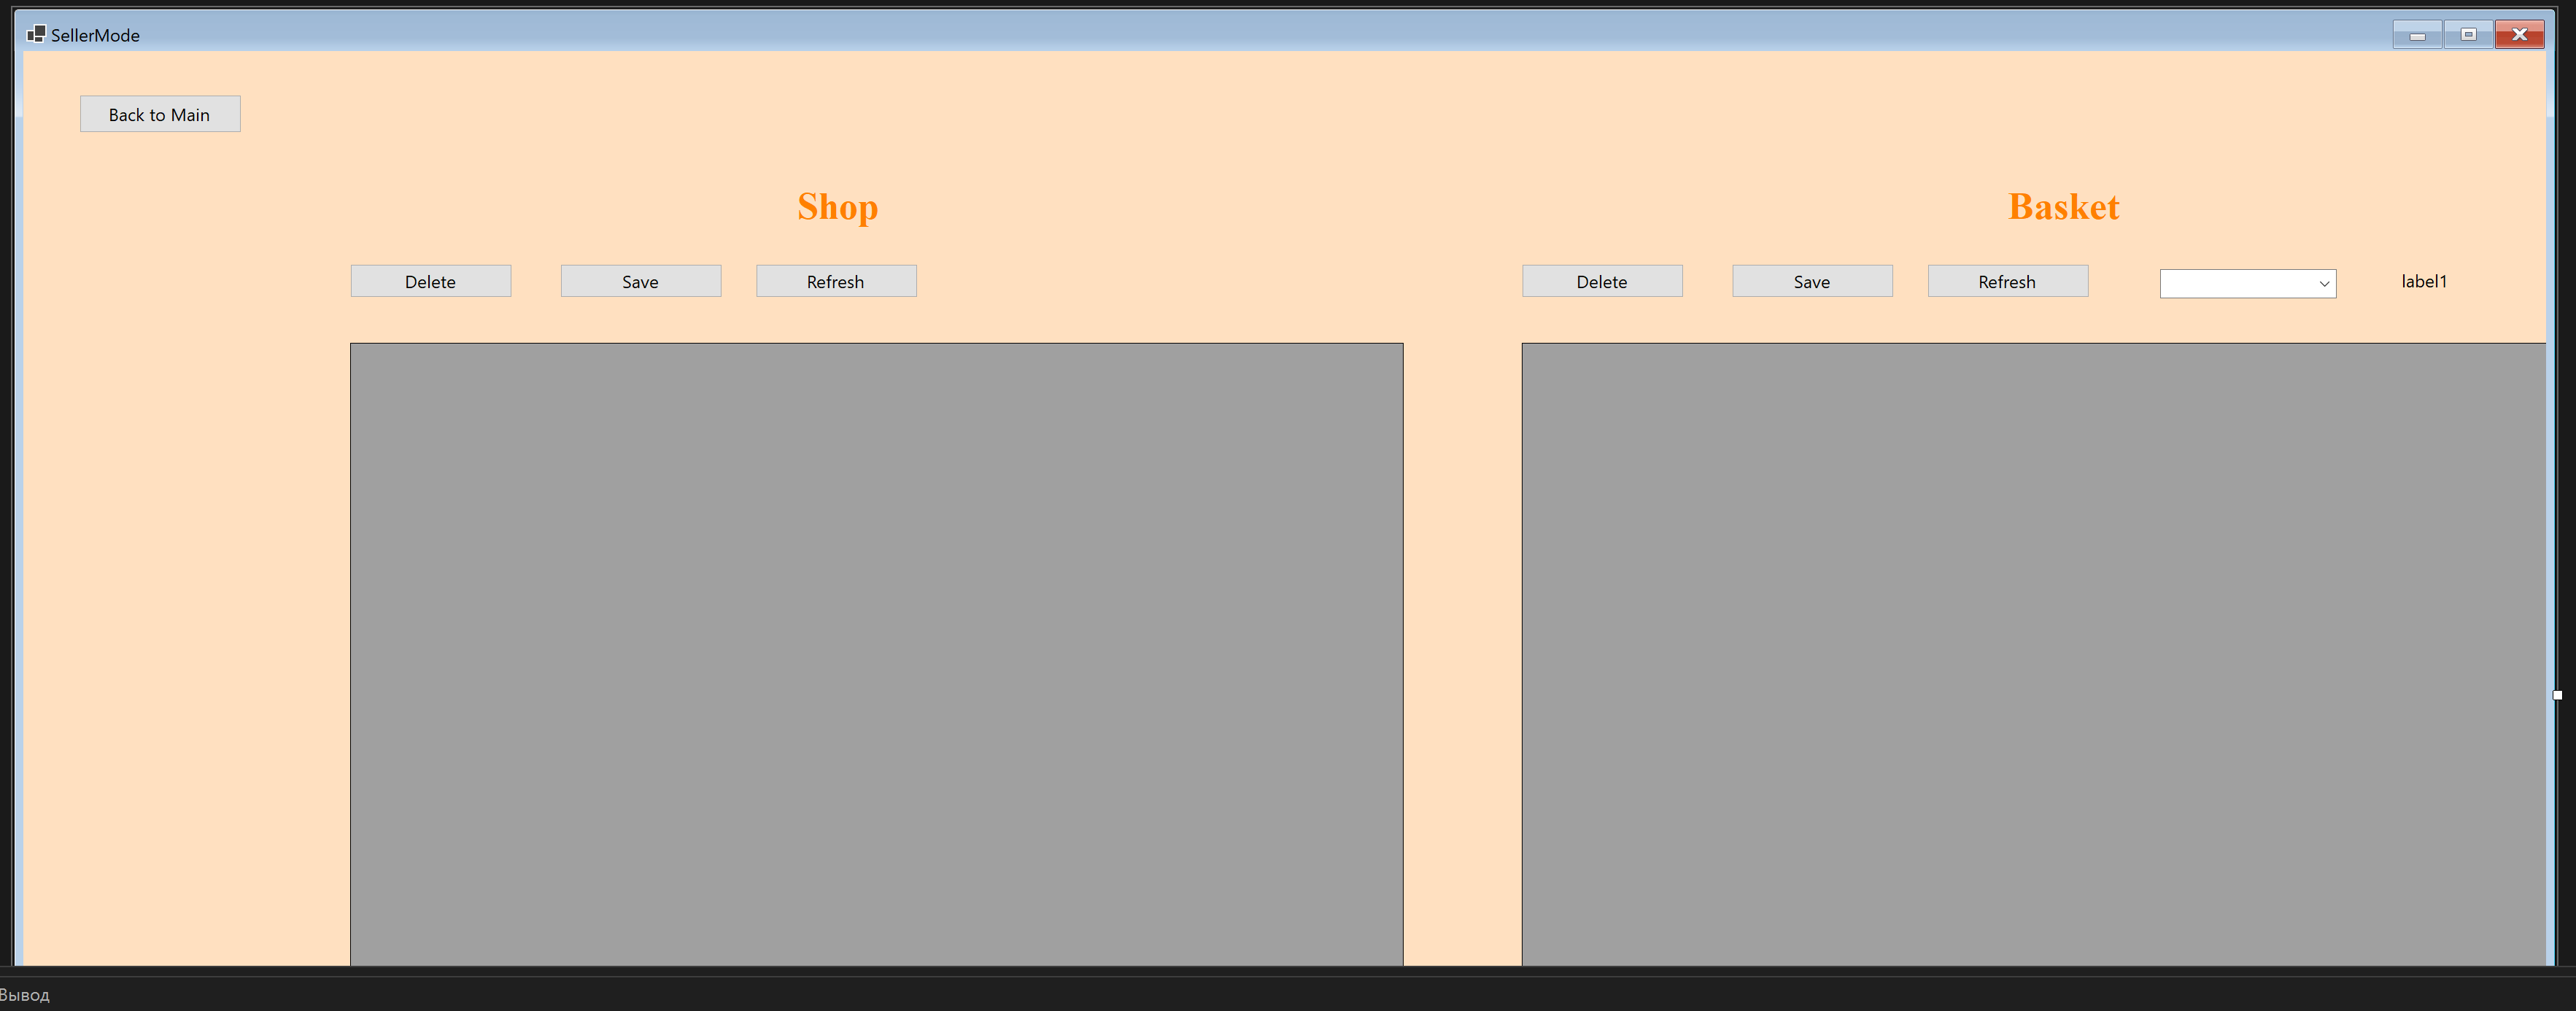 SellerMode
Back to Main
Shop
Basket
Delete
Save
Refresh
Delete
Save
Refresh
label1
Вывод